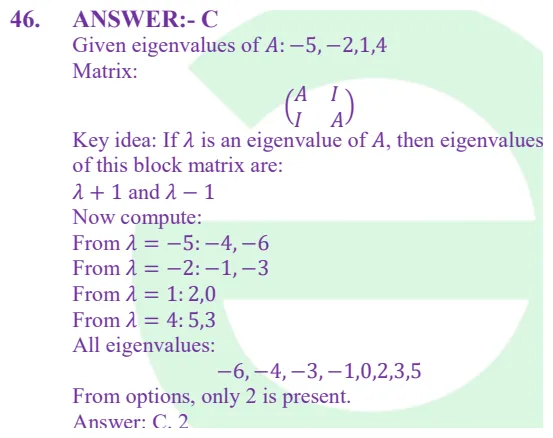 46. ANSWER:- C
Given eigenvalues of 𝐴: −5, −2,1,4
Matrix:
(𝐴 𝐼
𝐼 𝐴)
Key idea: If 𝜆 is an eigenvalue of 𝐴, then eigenvalues
of this block matrix are:
𝜆 + 1 and 𝜆 − 1
Now compute:
From 𝜆 = −5: −4, −6
From 𝜆 = −2: −1, −3
From 𝜆 = 1: 2,0
From 𝜆 = 4: 5,3
All eigenvalues:
−6, −4, −3, −1,0,2,3,5
From options, only 2 is present.
Answer: C. 2